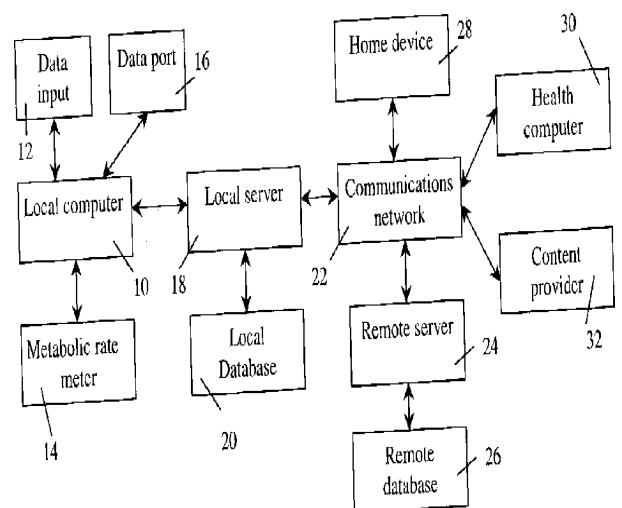 Data
input
12
Data port
16
Home device
28
30
Health
computer
Local computer
10
Local server
18
Communications
network
22
Content
provider
32
Metabolic rate
meter
14
Local
Database
20
Remote server
24
Remote
database
26